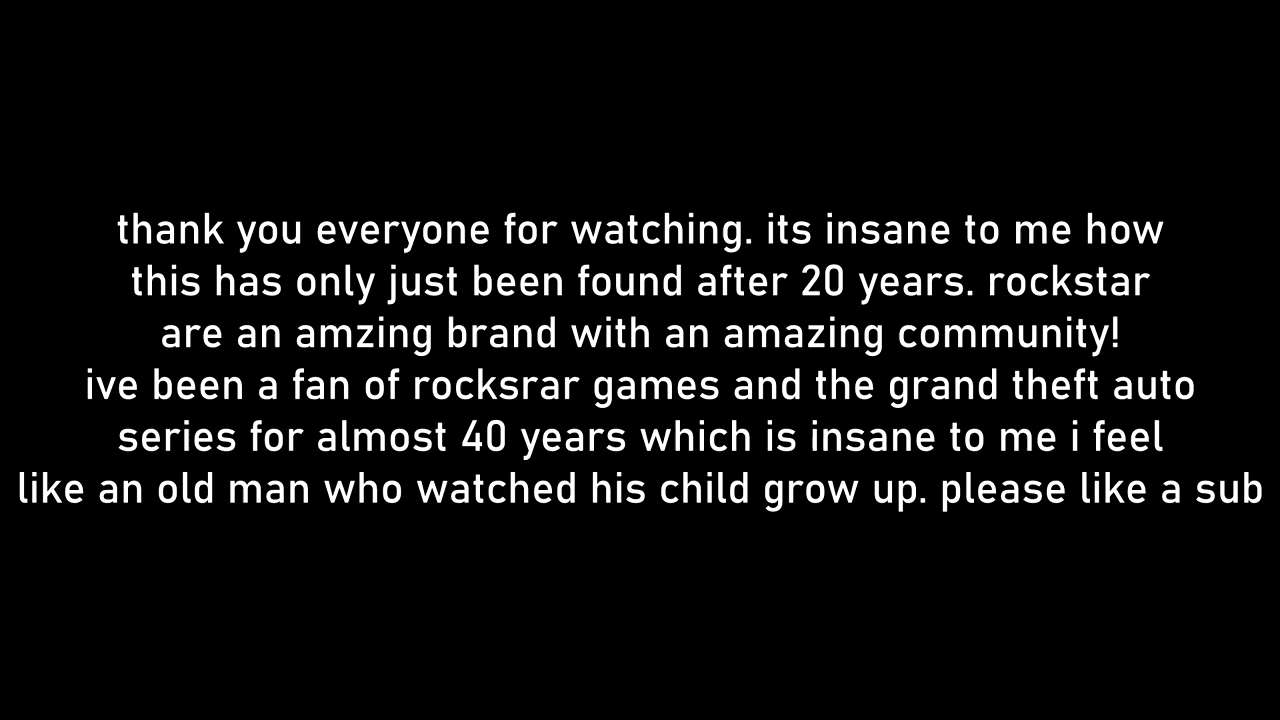 thank you everyone for watching. its insane to me how
this has only just been found after 20 years. rockstar
are an amzing brand with an amazing community!
ive been a fan of rocksrar games and the grand theft auto
series for almost 40 years which is insane to me i feel
like an old man who watched his child grow up. please like a sub